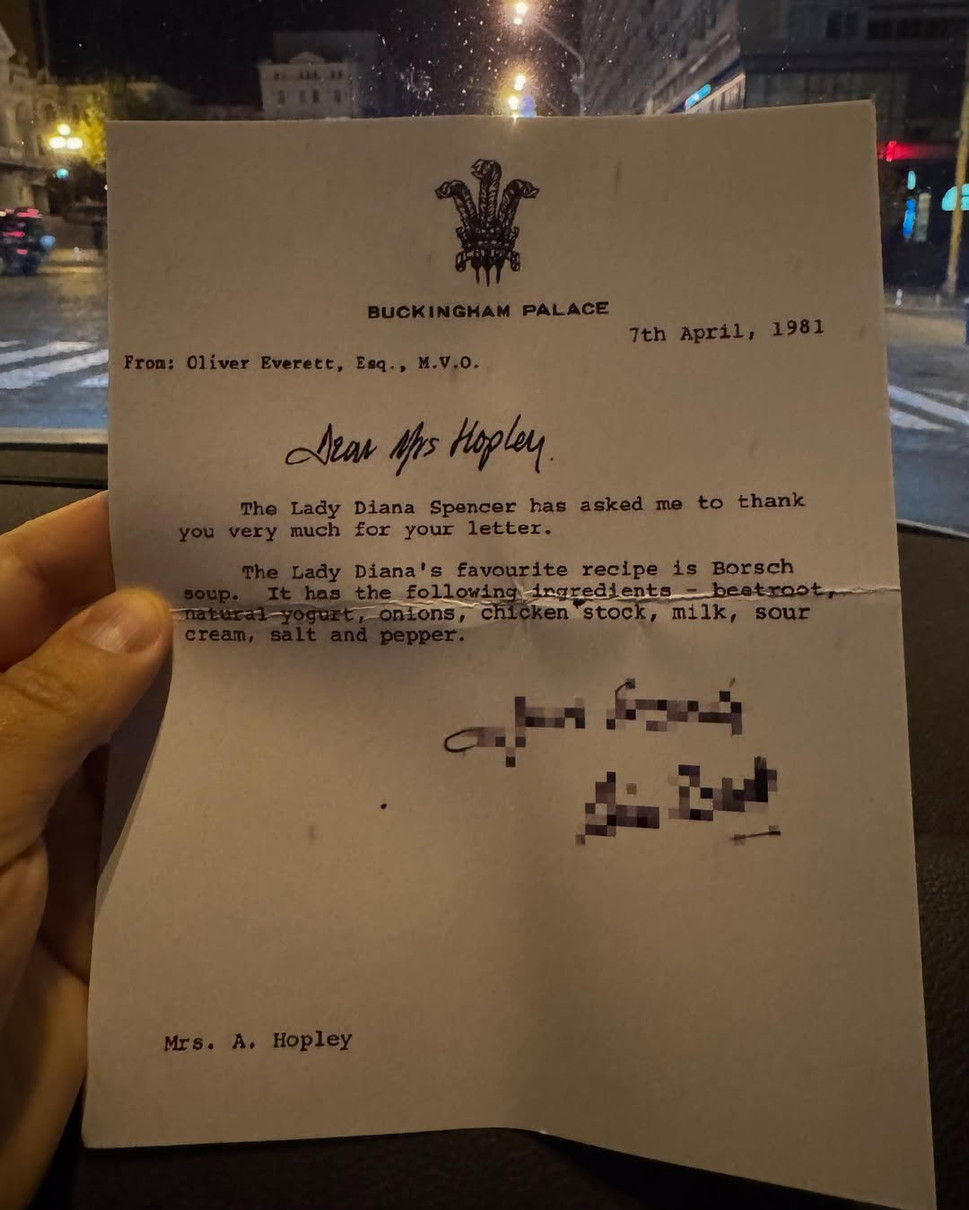 BUCKINGHAM PALACE
7th April, 1981
From: Oliver Everett, Esq., M.V.O.
Dear Mrs Hopley.
The Lady Diana Spencer has asked me to thank
you very much for your letter.
The Lady Diana's favourite recipe is Borsch
soup. It has the following ingredients - beetroot,
natural yogurt, onions, chicken stock, milk, sour
cream, salt and pepper.
Mrs. A. Hopley